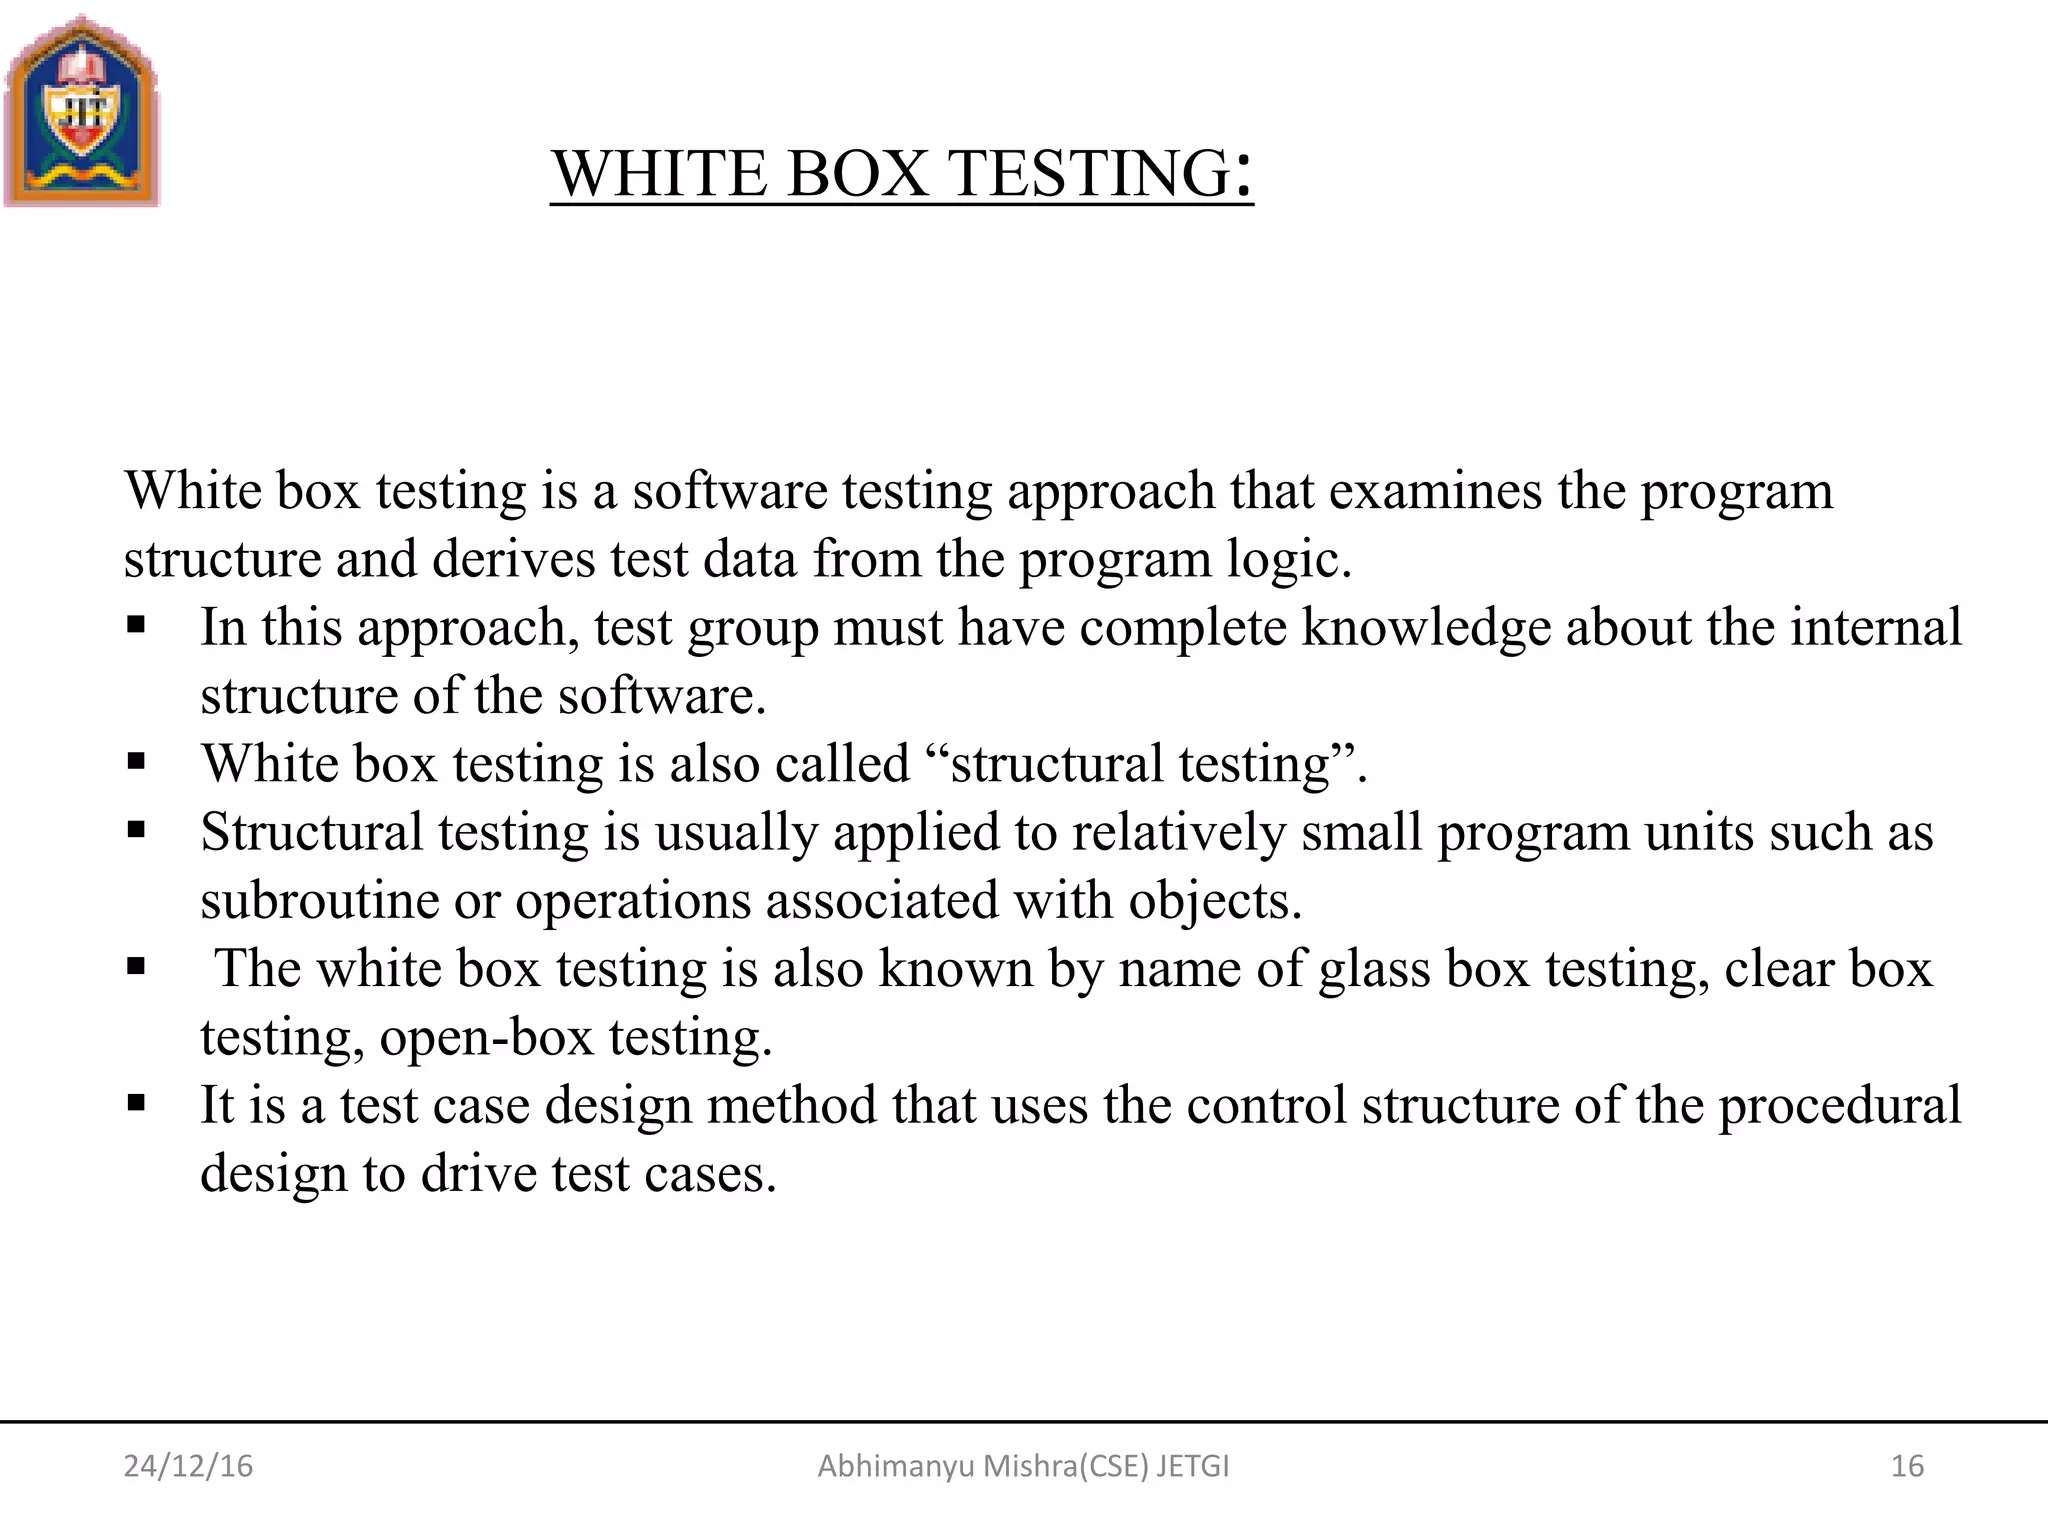 JIT
WHITE BOX TESTING:
White box testing is a software testing approach that examines the program
structure and derives test data from the program logic.
▪ In this approach, test group must have complete knowledge about the internal
structure of the software.
▪ White box testing is also called “structural testing”.
▪ Structural testing is usually applied to relatively small program units such as
subroutine or operations associated with objects.
▪ The white box testing is also known by name of glass box testing, clear box
testing, open-box testing.
▪ It is a test case design method that uses the control structure of the procedural
design to drive test cases.
24/12/16
Abhimanyu Mishra(CSE) JETGI
16